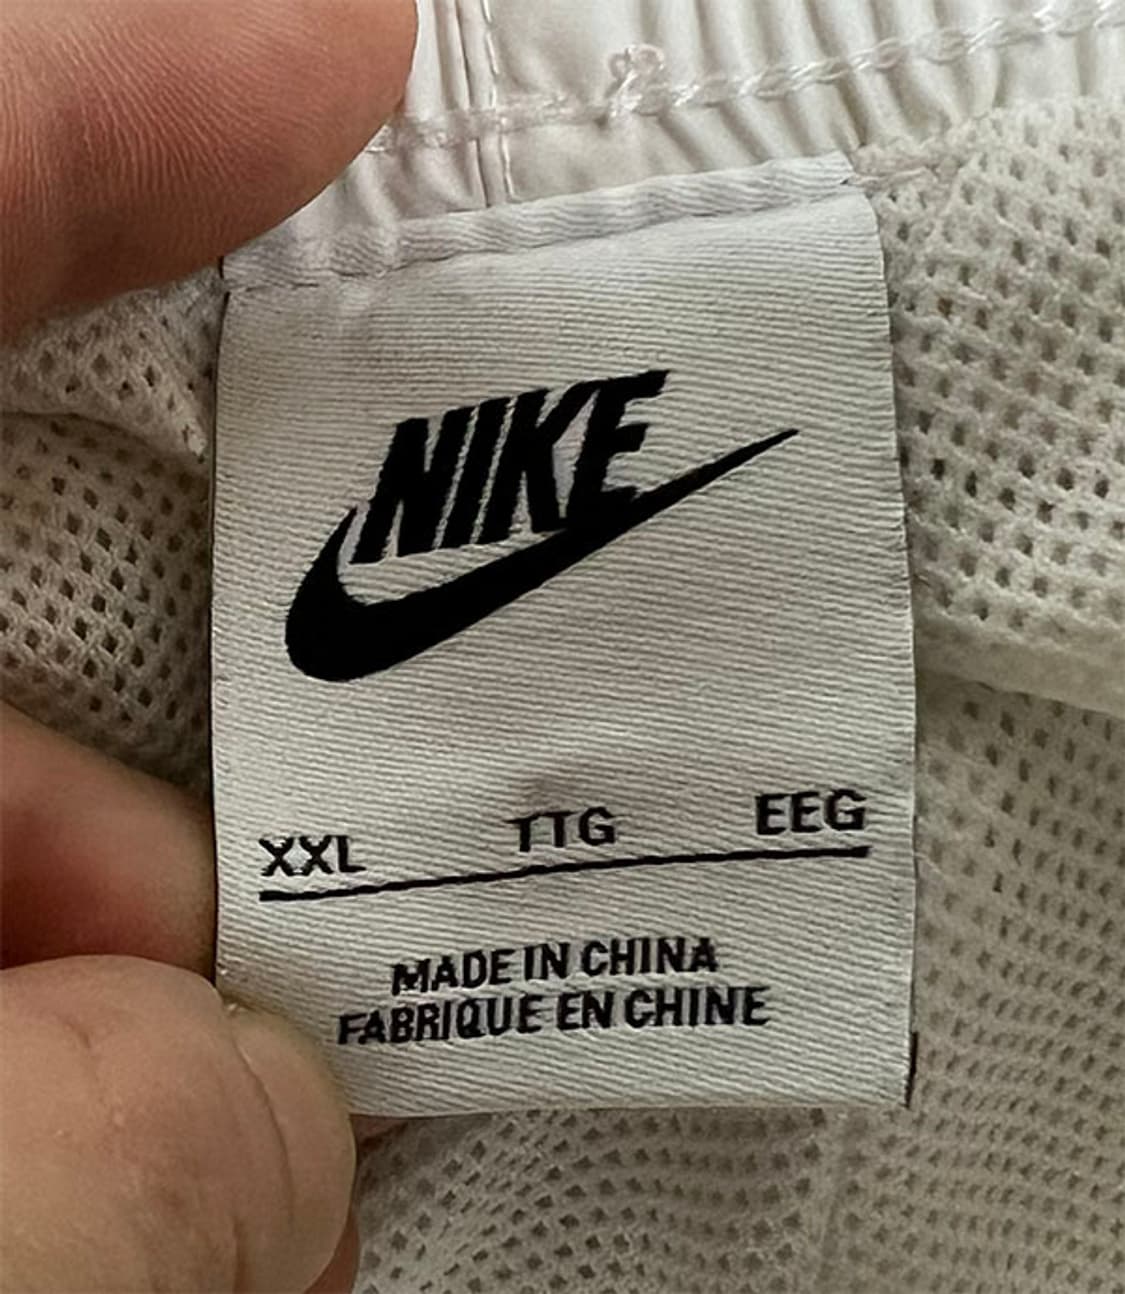 NIKE
XXL TTG EEG
MADE IN CHINA
FABRIQUE EN CHINE